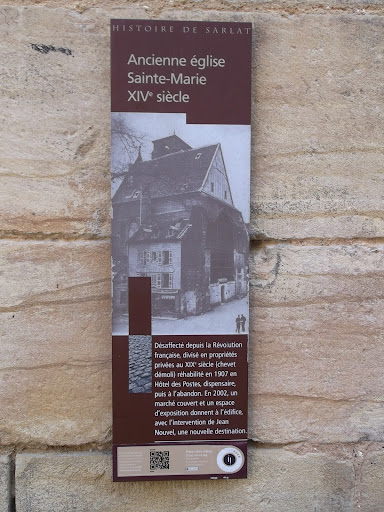 HISTOIRE DE SARLAT
Ancienne église
Sainte-Marie
XIVe siècle
Désaffecté depuis la Révolution
française, divisé en propriétés
privées au XIXe siècle (chevet
démoli) réhabilité en 1907 en
Hôtel des Postes, dispensaire,
puis à l'abandon. En 2002, un
marché couvert et un espace
d'exposition donnent à l'édifice,
avec l'intervention de Jean
Nouvel, une nouvelle destination.